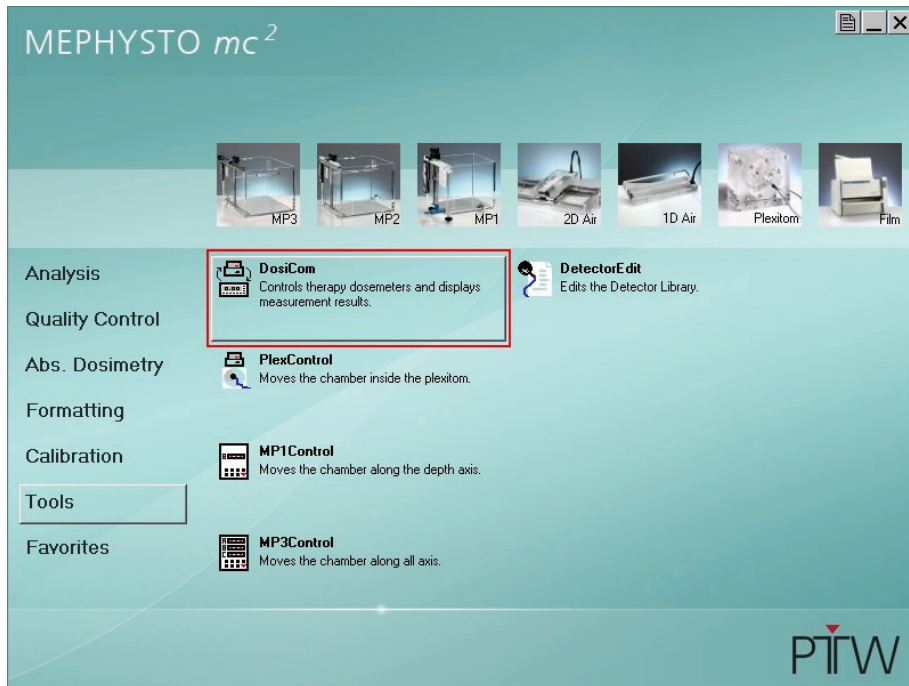 MEPHYSTO mc²
MP3
MP2
MP1
2D Air
1D Air
Plexitom
Film
Analysis
Quality Control
Abs. Dosimetry
Formatting
Calibration
Tools
Favorites
DosiCom
Controls therapy dosemeters and displays
measurement results.
DetectorEdit
Edits the Detector Library.
PlexControl
Moves the chamber inside the plexitom.
MP1Control
Moves the chamber along the depth axis.
MP3Control
Moves the chamber along all axis.
PTW